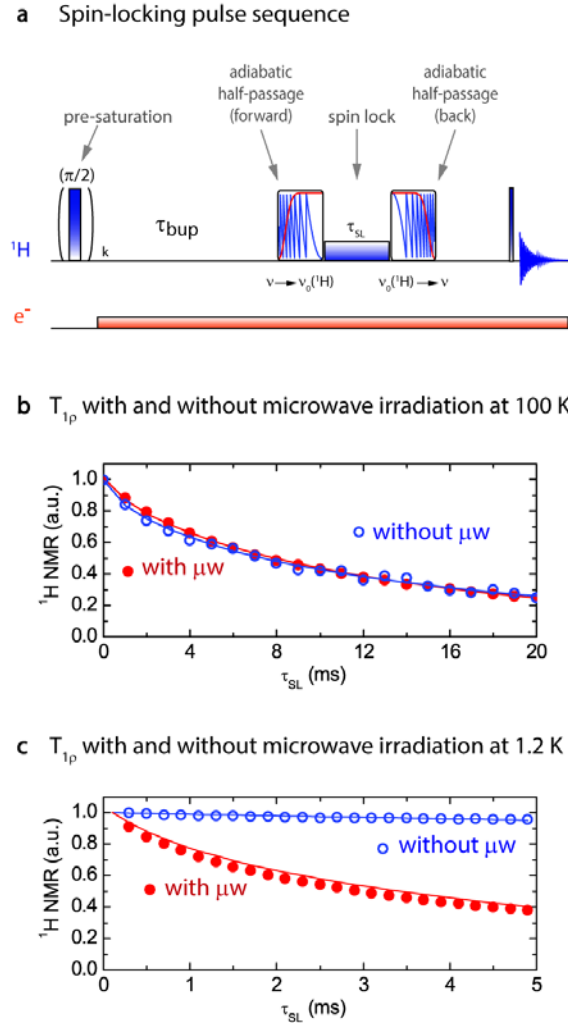 a Spin-locking pulse sequence
adiabatic
half-passage
(forward)
adiabatic
half-passage
(back)
pre-saturation
spin lock
(π/2)
k
τbup
τSL
¹H
ν → ν₀(¹H)
ν₀(¹H) → ν
e⁻
b T₁ρ with and without microwave irradiation at 100 K
1.0
0.8
0.6
0.4
0.2
0.0
¹H NMR (a.u.)
without μw
with μw
0 4 8 12 16 20
τSL (ms)
c T₁ρ with and without microwave irradiation at 1.2 K
1.0
0.8
0.6
0.4
0.2
0.0
¹H NMR (a.u.)
without μw
with μw
0 1 2 3 4 5
τSL (ms)